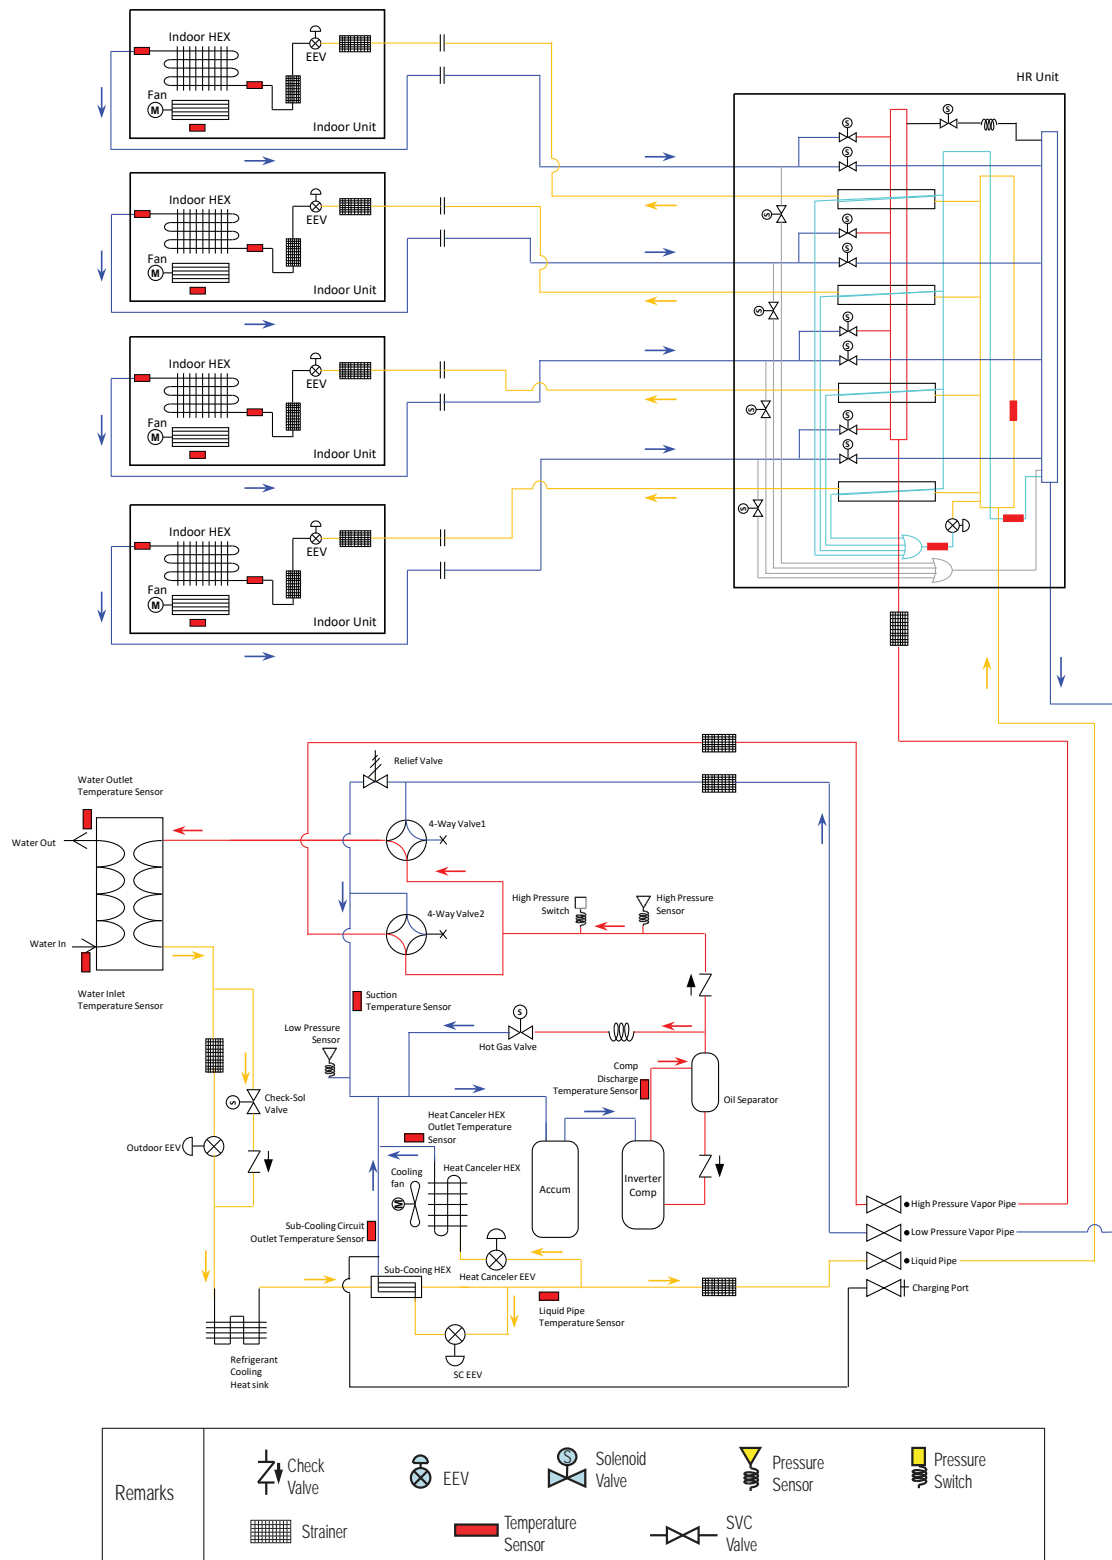 Indoor HEX
EEV
Fan
M
Indoor Unit
HR Unit
S
S
S
Indoor HEX
EEV
Fan
M
Indoor Unit
S
S
S
Indoor HEX
EEV
Fan
M
Indoor Unit
S
S
S
Indoor HEX
EEV
Fan
M
Indoor Unit
S
S
S
S
Relief Valve
Water Outlet
Temperature Sensor
4-Way Valve1
Water Out
High Pressure
Switch
High Pressure
Sensor
4-Way Valve2
Water In
Water Inlet
Temperature Sensor
Suction
Temperature Sensor
Low Pressure
Sensor
S
Hot Gas Valve
Comp
Discharge
Temperature Sensor
Oil Separator
S
Check-Sol
Valve
Heat Canceler HEX
Outlet Temperature
Sensor
Outdoor EEV
Heat Canceler HEX
Cooling
fan
M
Accum
Inverter
Comp
Sub-Cooling Circuit
Outlet Temperature Sensor
High Pressure Vapor Pipe
Low Pressure Vapor Pipe
Liquid Pipe
Charging Port
Sub-Cooing HEX
Heat Canceler EEV
Liquid Pipe
Temperature Sensor
Refrigerant
Cooling
Heat sink
SC EEV
Remarks
Check
Valve
EEV
S
Solenoid
Valve
Pressure
Sensor
Pressure
Switch
Strainer
Temperature
Sensor
SVC
Valve